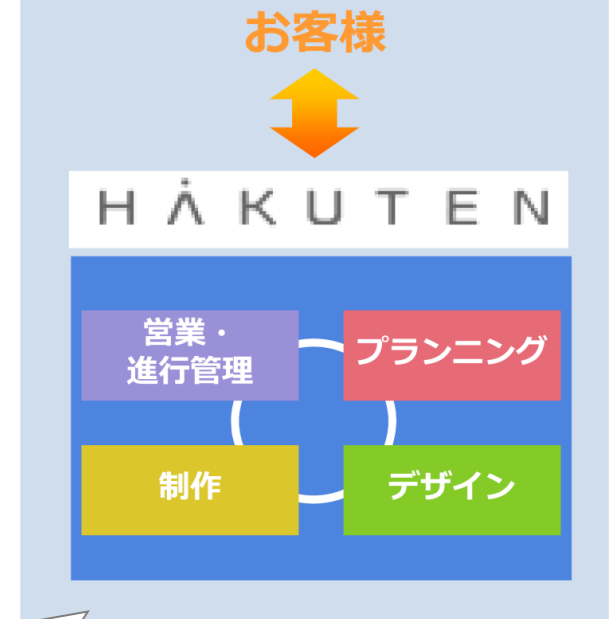 お客様
HAKUTEN
営業・
進行管理
プランニング
制作
デザイン